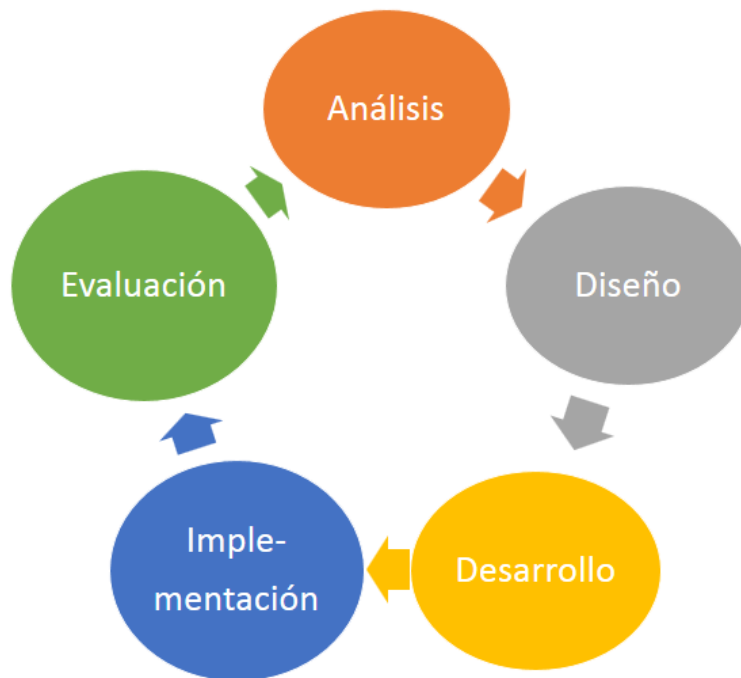 Análisis
Diseño
Desarrollo
Imple-
mentación
Evaluación